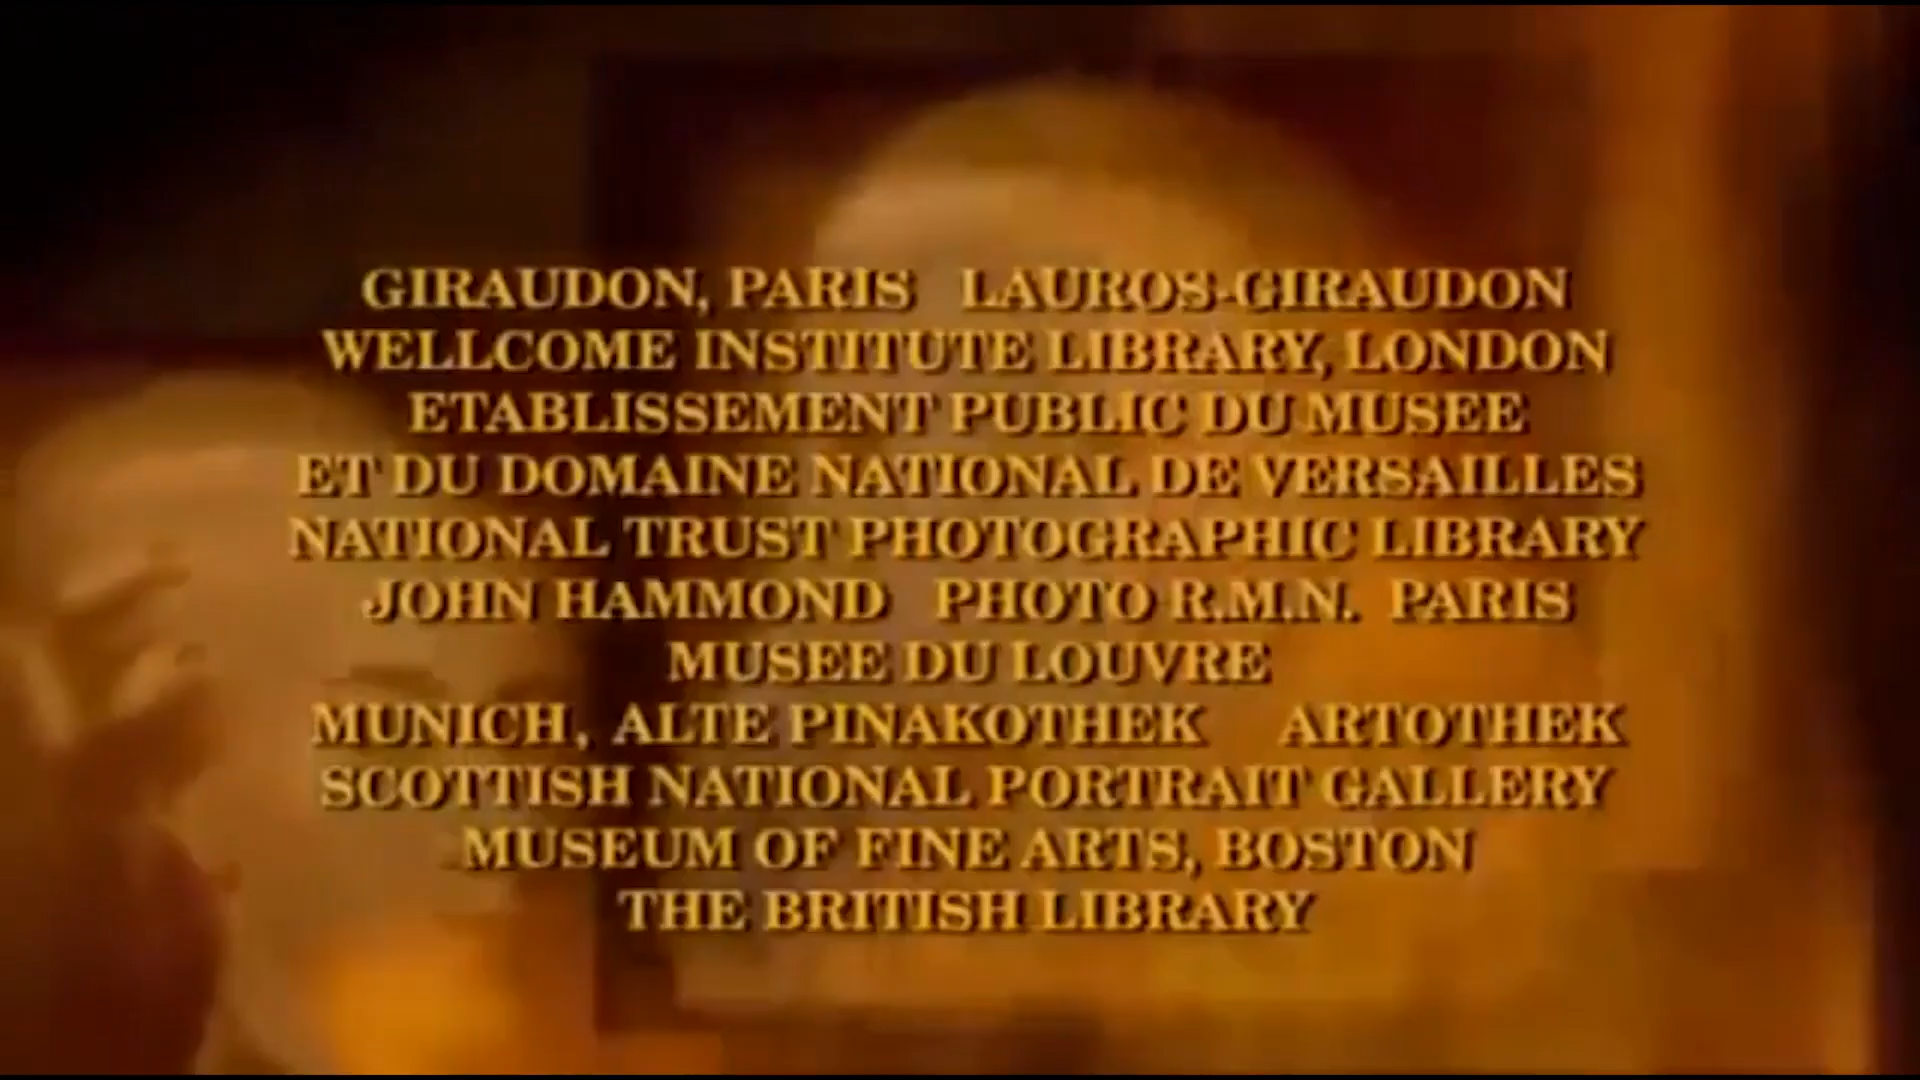 GIRAUDON, PARIS   LAUROS-GIRAUDON
WELLCOME INSTITUTE LIBRARY, LONDON
ETABLISSEMENT PUBLIC DU MUSEE
ET DU DOMAINE NATIONAL DE VERSAILLES
NATIONAL TRUST PHOTOGRAPHIC LIBRARY
JOHN HAMMOND   PHOTO R.M.N.  PARIS
MUSEE DU LOUVRE
MUNICH, ALTE PINAKOTHEK   ARTOTHEK
SCOTTISH NATIONAL PORTRAIT GALLERY
MUSEUM OF FINE ARTS, BOSTON
THE BRITISH LIBRARY